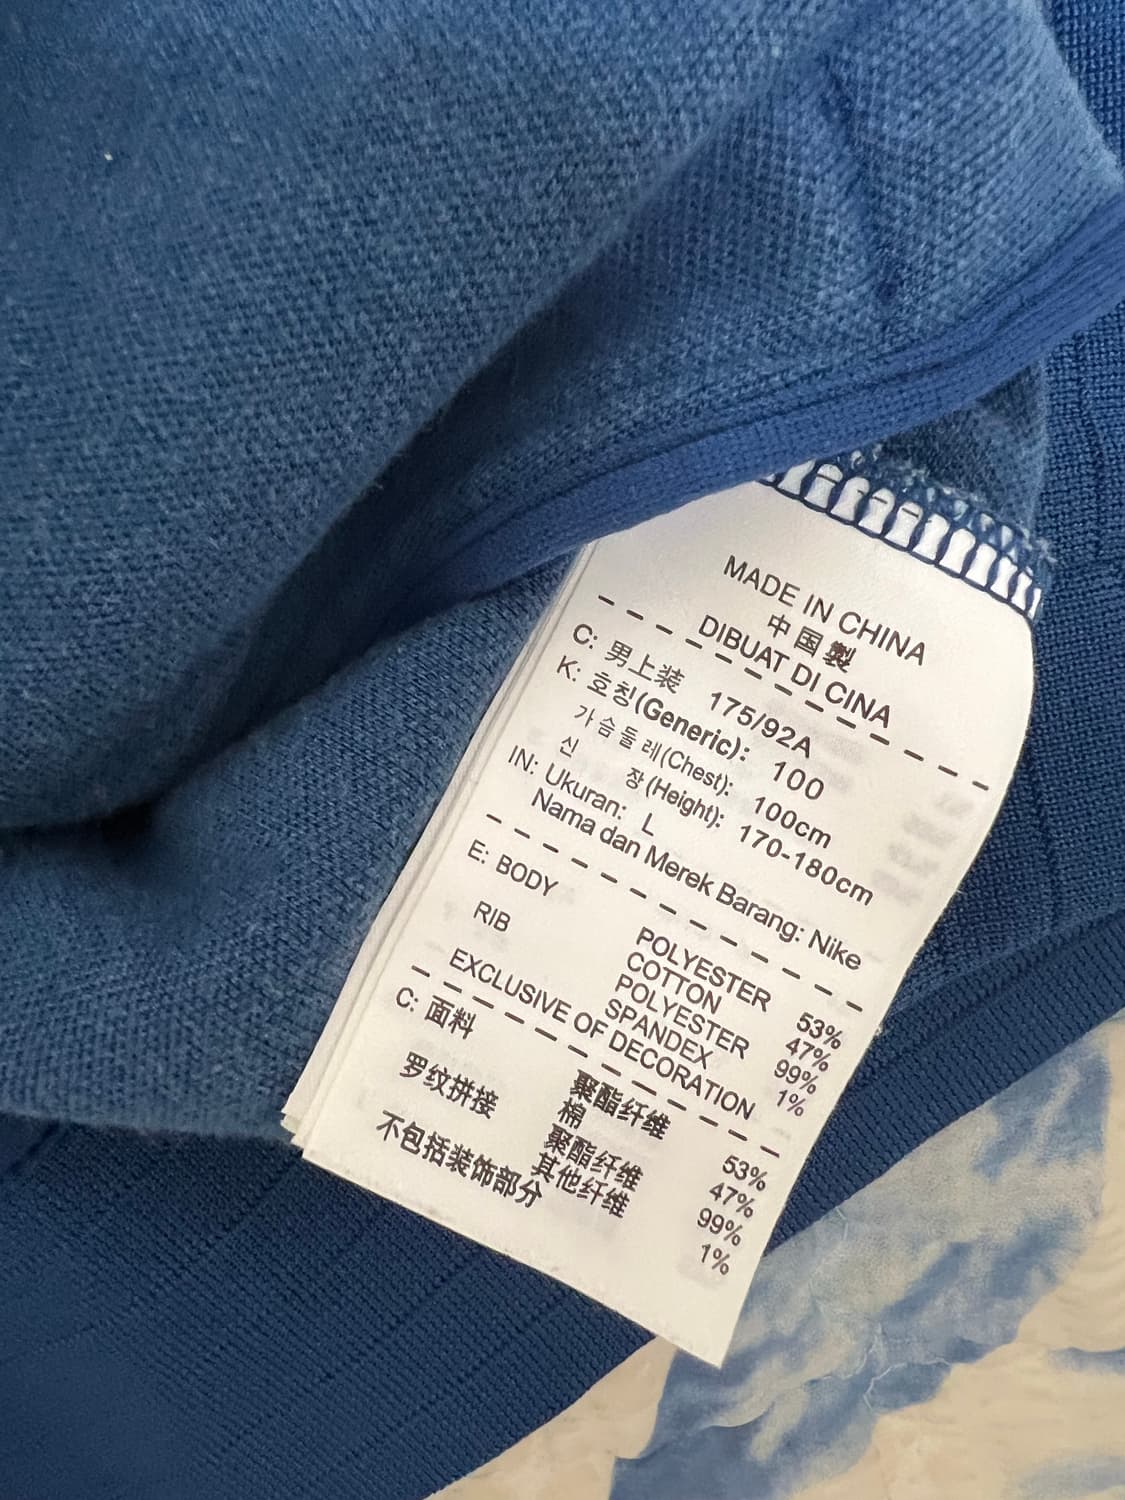 MADE IN CHINA
中国製
DIBUAT DI CINA
C: 男上装 175/92A
K: 호칭(Generic): 100
가슴둘레(Chest): 100cm
신 장(Height): 170-180cm
IN: Ukuran: L
Nama dan Merek Barang: Nike
E: BODY POLYESTER 53%
COTTON 47%
RIB POLYESTER 99%
SPANDEX 1%
EXCLUSIVE OF DECORATION
C: 面料 聚酯纤维 53%
棉 47%
罗纹拼接 聚酯纤维 99%
其他纤维 1%
不包括装饰部分